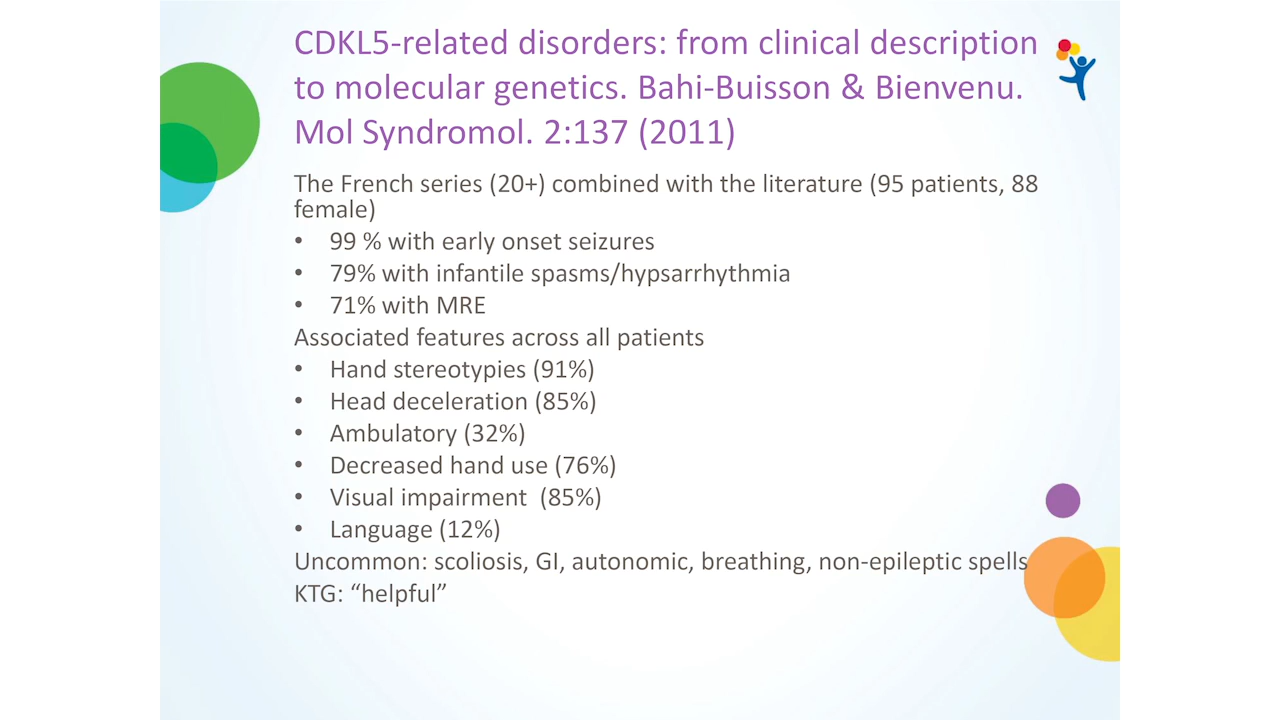 CDKL5-related disorders: from clinical description
to molecular genetics. Bahi-Buisson & Bienvenu.
Mol Syndromol. 2:137 (2011)
The French series (20+) combined with the literature (95 patients, 88
female)
• 99 % with early onset seizures
• 79% with infantile spasms/hypsarrhythmia
• 71% with MRE
Associated features across all patients
• Hand stereotypies (91%)
• Head deceleration (85%)
• Ambulatory (32%)
• Decreased hand use (76%)
• Visual impairment  (85%)
• Language (12%)
Uncommon: scoliosis, GI, autonomic, breathing, non-epileptic spells
KTG: “helpful”